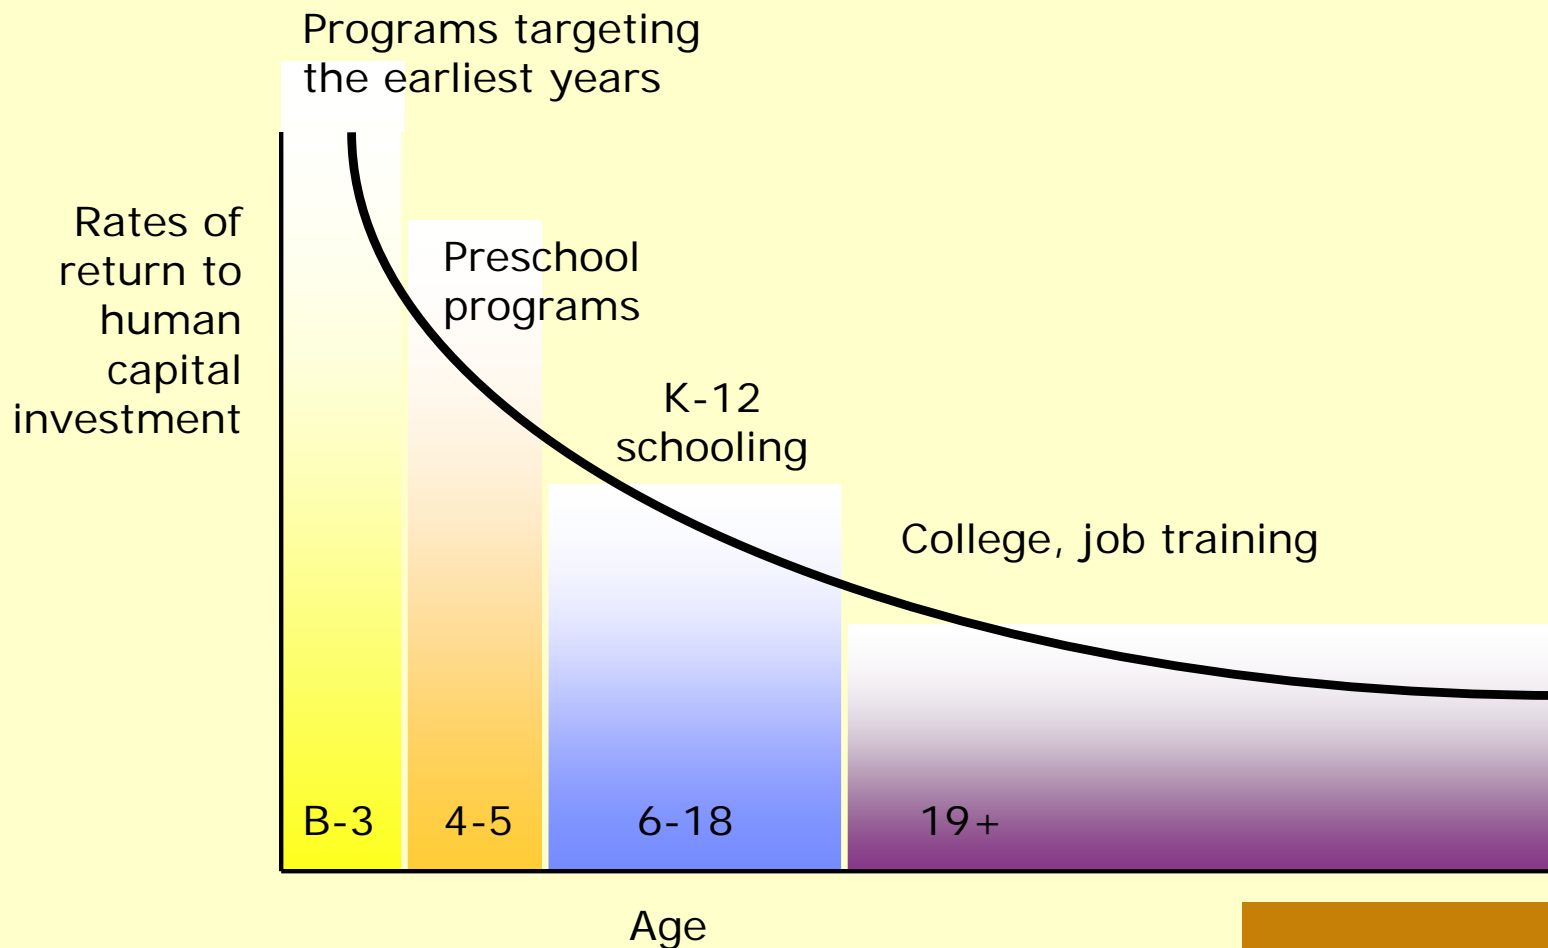 Programs targeting
the earliest years
Rates of
return to
human
capital
investment
Preschool
programs
K-12
schooling
College, job training
B-3
4-5
6-18
19+
Age